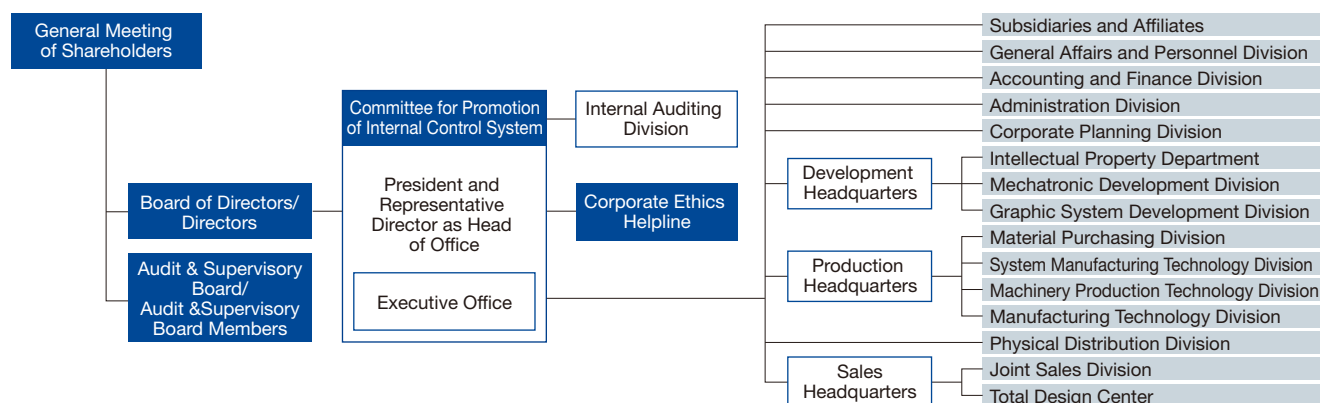 General Meeting
of Shareholders
Board of Directors/
Directors
Audit & Supervisory
Board/
Audit &Supervisory
Board Members
Committee for Promotion
of Internal Control System
President and
Representative
Director as Head
of Office
Executive Office
Internal Auditing
Division
Corporate Ethics
Helpline
Development
Headquarters
Production
Headquarters
Sales
Headquarters
Subsidiaries and Affiliates
General Affairs and Personnel Division
Accounting and Finance Division
Administration Division
Corporate Planning Division
Intellectual Property Department
Mechatronic Development Division
Graphic System Development Division
Material Purchasing Division
System Manufacturing Technology Division
Machinery Production Technology Division
Manufacturing Technology Division
Physical Distribution Division
Joint Sales Division
Total Design Center